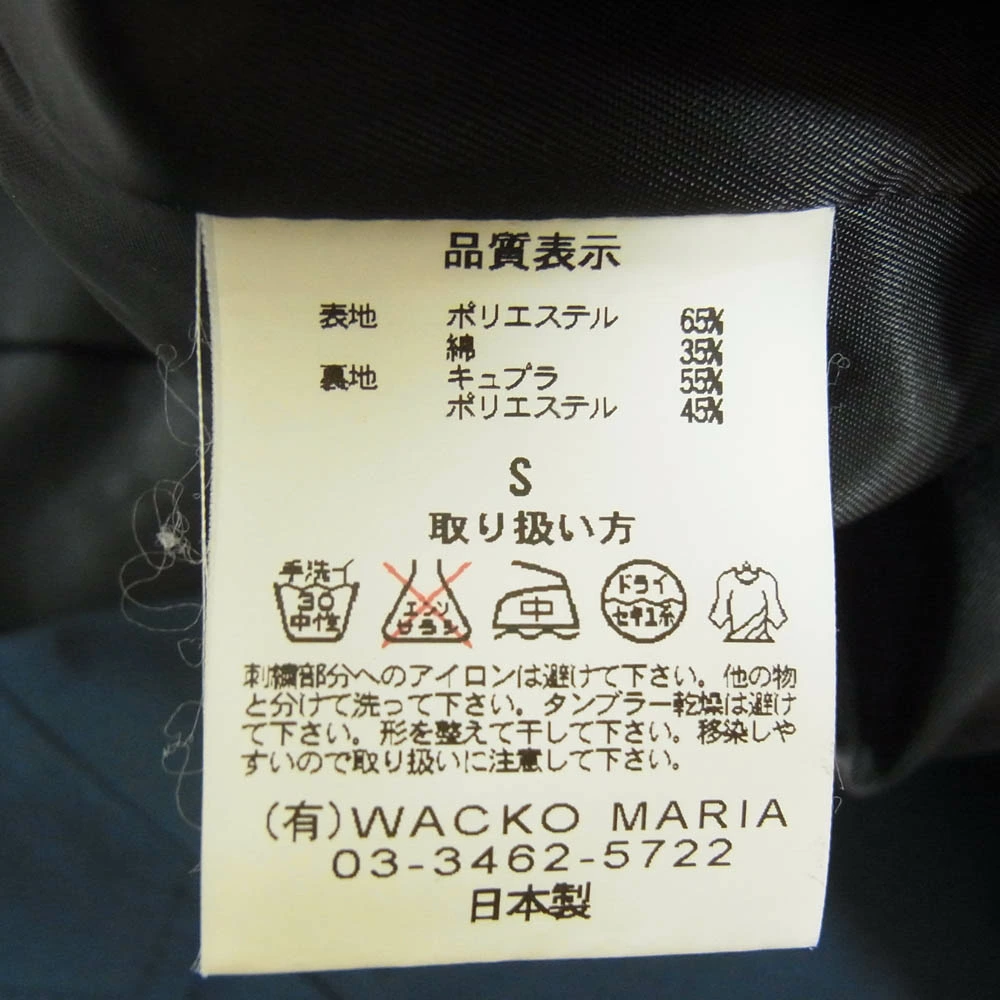 品質表示
表地 ポリエステル 65%
綿 35%
裏地 キュプラ 55%
ポリエステル 45%
S
取り扱い方
手洗イ 30 中性 エンソサラシ 中 ドライ セキユ系
刺繍部分へのアイロンは避けて下さい。他の物
と分けて洗って下さい。タンブラー乾燥は避け
て下さい。形を整えて干して下さい。移染しや
すいので取り扱いに注意して下さい。
(有)WACKO MARIA
03-3462-5722
日本製